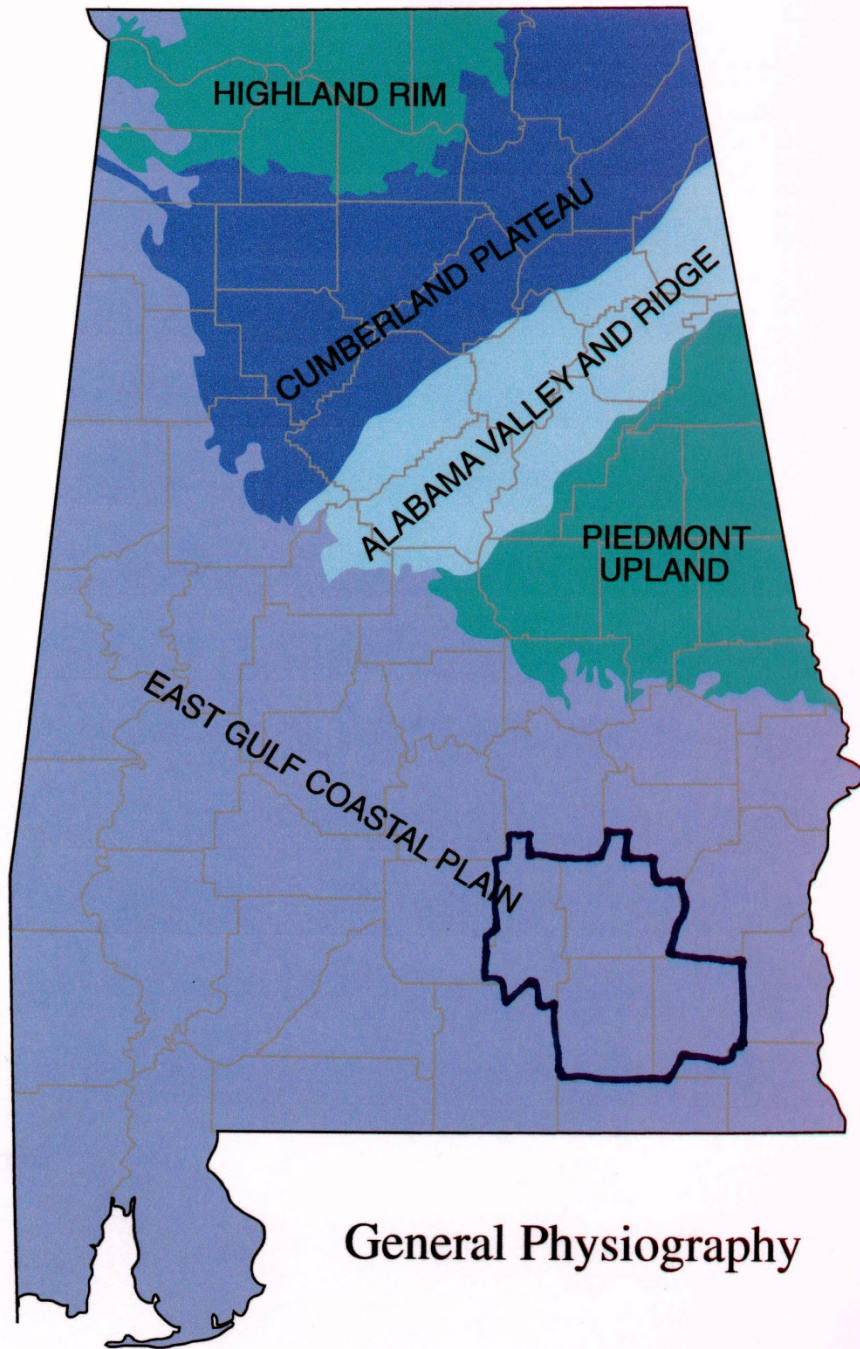 HIGHLAND RIM
CUMBERLAND PLATEAU
ALABAMA VALLEY AND RIDGE
PIEDMONT
UPLAND
EAST GULF COASTAL PLAIN
General Physiography